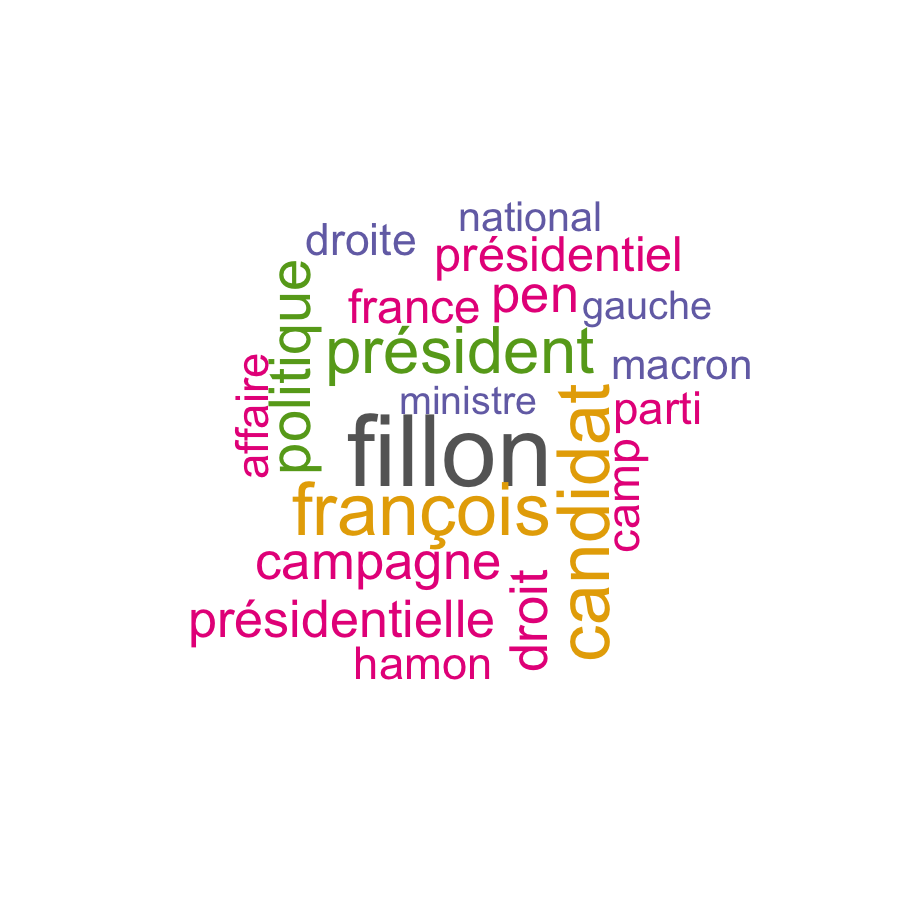 national
droite
présidentiel
pen
france
gauche
politique
président
macron
affaire
ministre
candidat
parti
fillon
camp
françois
campagne
droit
présidentielle
hamon